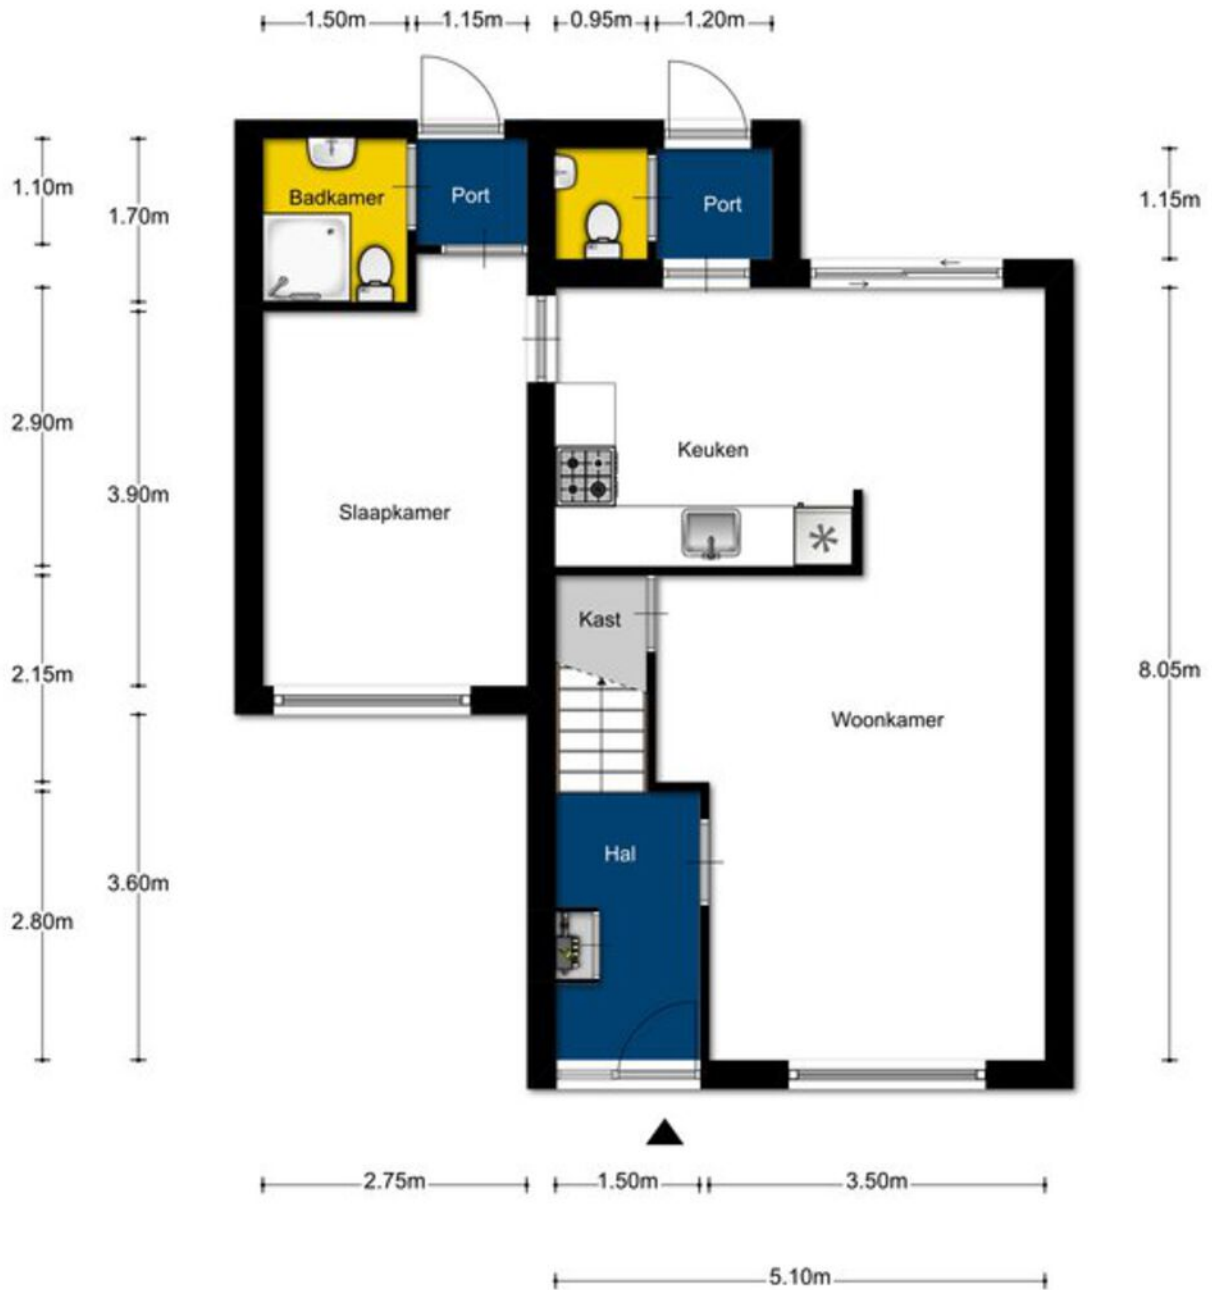 1.50m
1.15m
0.95m
1.20m
1.10m
1.70m
1.15m
Badkamer
Port
Port
2.90m
Keuken
3.90m
Slaapkamer
Kast
2.15m
8.05m
Woonkamer
Hal
3.60m
2.80m
2.75m
1.50m
3.50m
5.10m